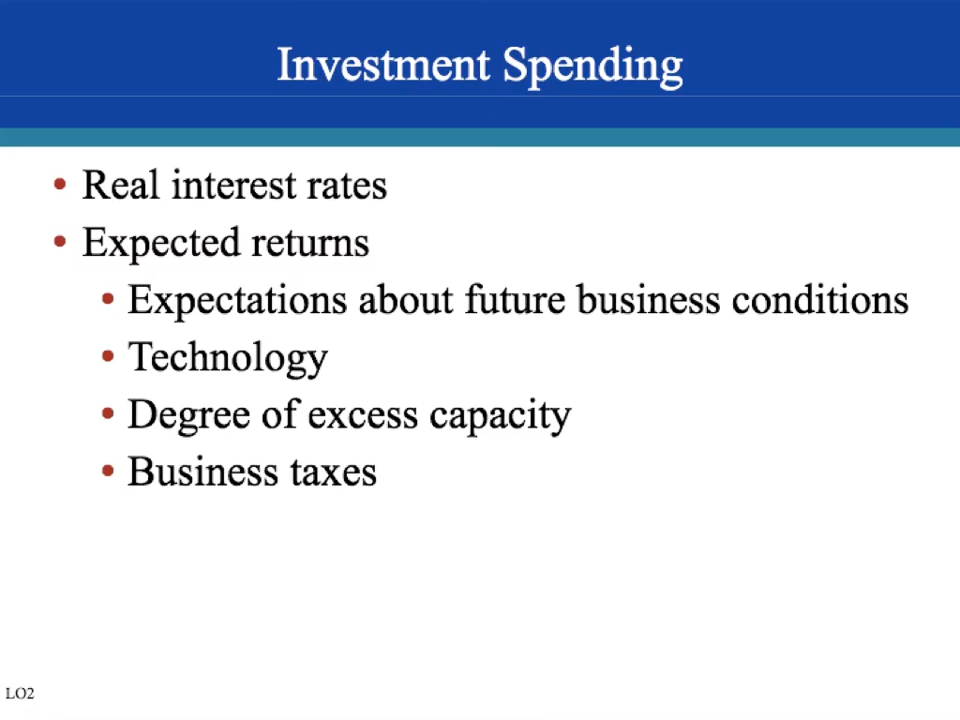 Investment Spending
• Real interest rates
• Expected returns
• Expectations about future business conditions
• Technology
• Degree of excess capacity
• Business taxes
LO2